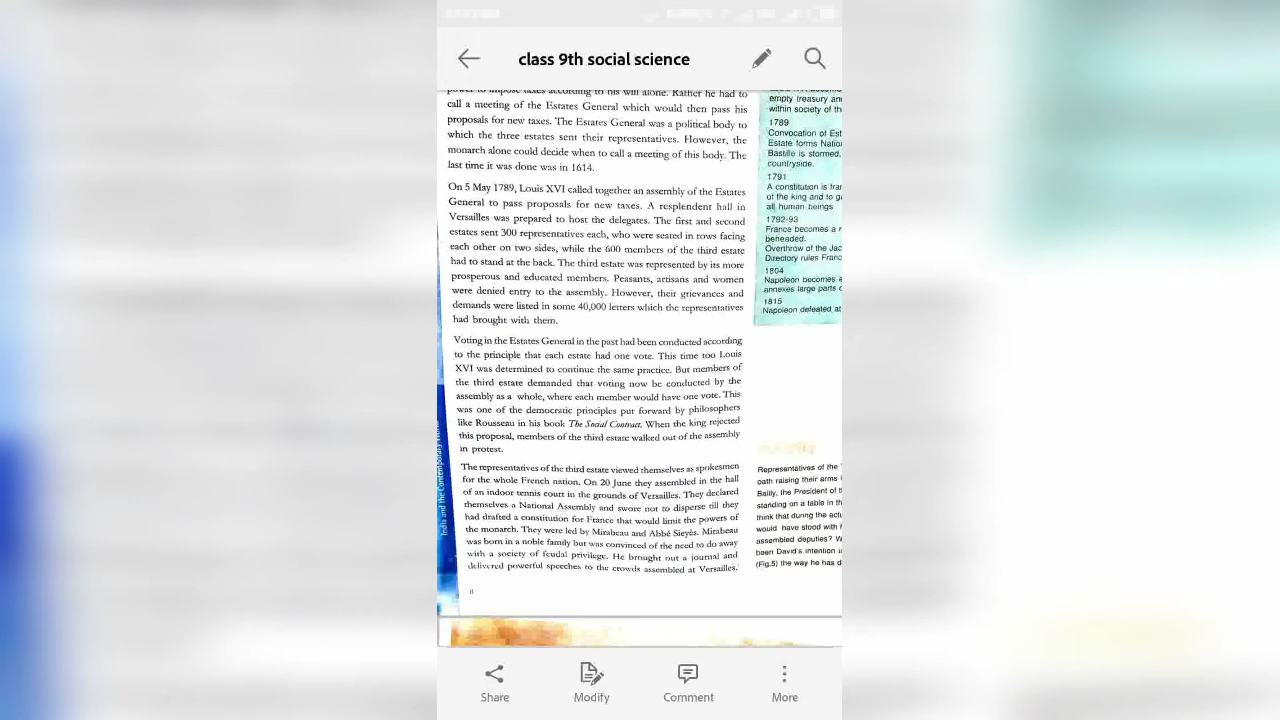 class 9th social science
power to impose taxes according to his will alone. Rather he had to
call a meeting of the Estates General which would then pass his
proposals for new taxes. The Estates General was a political body to
which the three estates sent their representatives. However, the
monarch alone could decide when to call a meeting of this body. The
last time it was done was in 1614.
On 5 May 1789, Louis XVI called together an assembly of the Estates
General to pass proposals for new taxes. A resplendent hall in
Versailles was prepared to host the delegates. The first and second
estates sent 300 representatives each, who were seated in rows facing
each other on two sides, while the 600 members of the third estate
had to stand at the back. The third estate was represented by its more
prosperous and educated members. Peasants, artisans and women
were denied entry to the assembly. However, their grievances and
demands were listed in some 40,000 letters which the representatives
had brought with them.
Voting in the Estates General in the past had been conducted according
to the principle that each estate had one vote. This time too Louis
XVI was determined to continue the same practice. But members of
the third estate demanded that voting now be conducted by the
assembly as a whole, where each member would have one vote. This
was one of the democratic principles put forward by philosophers
like Rousseau in his book The Social Contract. When the king rejected
this proposal, members of the third estate walked out of the assembly
in protest.
The representatives of the third estate viewed themselves as spokesmen
for the whole French nation. On 20 June they assembled in the hall
of an indoor tennis court in the grounds of Versailles. They declared
themselves a National Assembly and swore not to disperse till they
had drafted a constitution for France that would limit the powers of
the monarch. They were led by Mirabeau and Abbé Sieyès. Mirabeau
was born in a noble family but was convinced of the need to do away
with a society of feudal privilege. He brought out a journal and
delivered powerful speeches to the crowds assembled at Versailles.
8
India and the Contemporary World
empty treasury and
within society of th
1789
Convocation of Est
Estate forms Natio
Bastille is stormed,
countryside.
1791
A constitution is fra
of the king and to g
all human beings
1792-93
France becomes a r
beheaded.
Overthrow of the Jac
Directory rules Franc
1804
Napoleon becomes e
annexes large parts o
1815
Napoleon defeated at
Representatives of the
oath raising their arms i
Bailly, the President of t
standing on a table in th
think that during the actu
would have stood with h
assembled deputies? W
been David's intention i
(Fig.5) the way he has d
Share
Modify
Comment
More